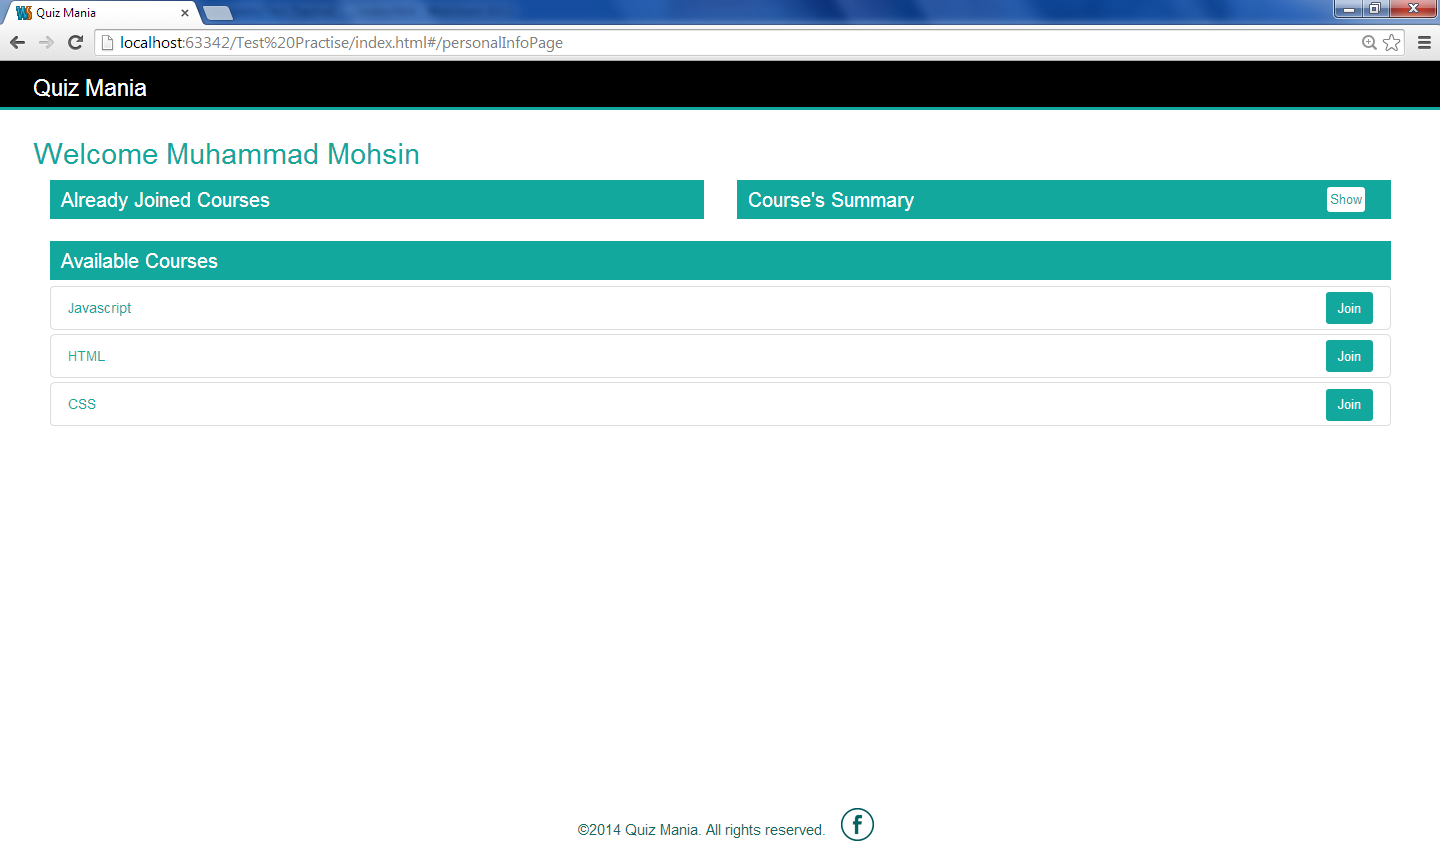 Quiz Mania
localhost:63342/Test%20Practise/index.html#/personalInfoPage
Quiz Mania
Welcome Muhammad Mohsin
Already Joined Courses
Course's Summary
Show
Available Courses
Javascript
Join
HTML
Join
CSS
Join
©2014 Quiz Mania. All rights reserved.